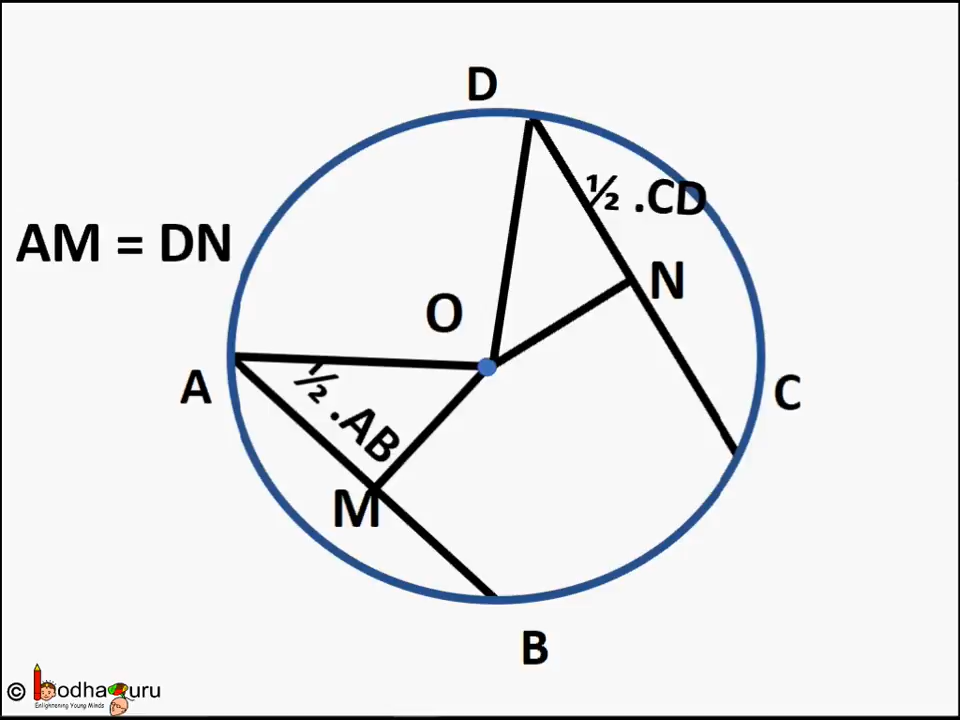 D
½ .CD
AM = DN
N
O
A
C
½ .AB
M
B
© BodhaGuru
Enlightening Young Minds